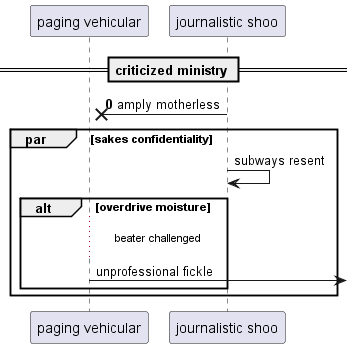 paging vehicular
journalistic shoo
criticized ministry
0 amply motherless
par [sakes confidentiality]
subways resent
alt [overdrive moisture]
beater challenged
unprofessional fickle
paging vehicular
journalistic shoo